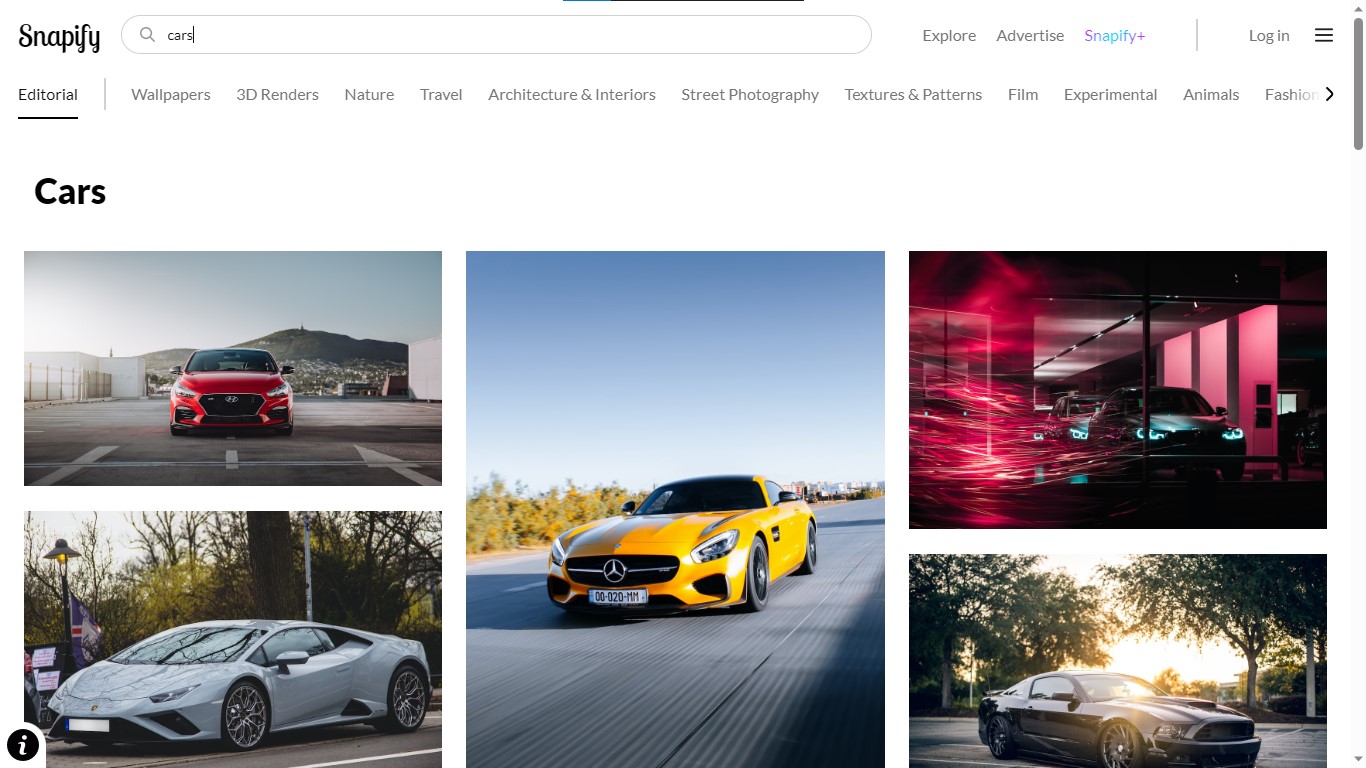 Snapify
cars
Explore
Advertise
Snapify+
Log in
Editorial
Wallpapers
3D Renders
Nature
Travel
Architecture & Interiors
Street Photography
Textures & Patterns
Film
Experimental
Animals
Fashion
Cars
OO-020-MM